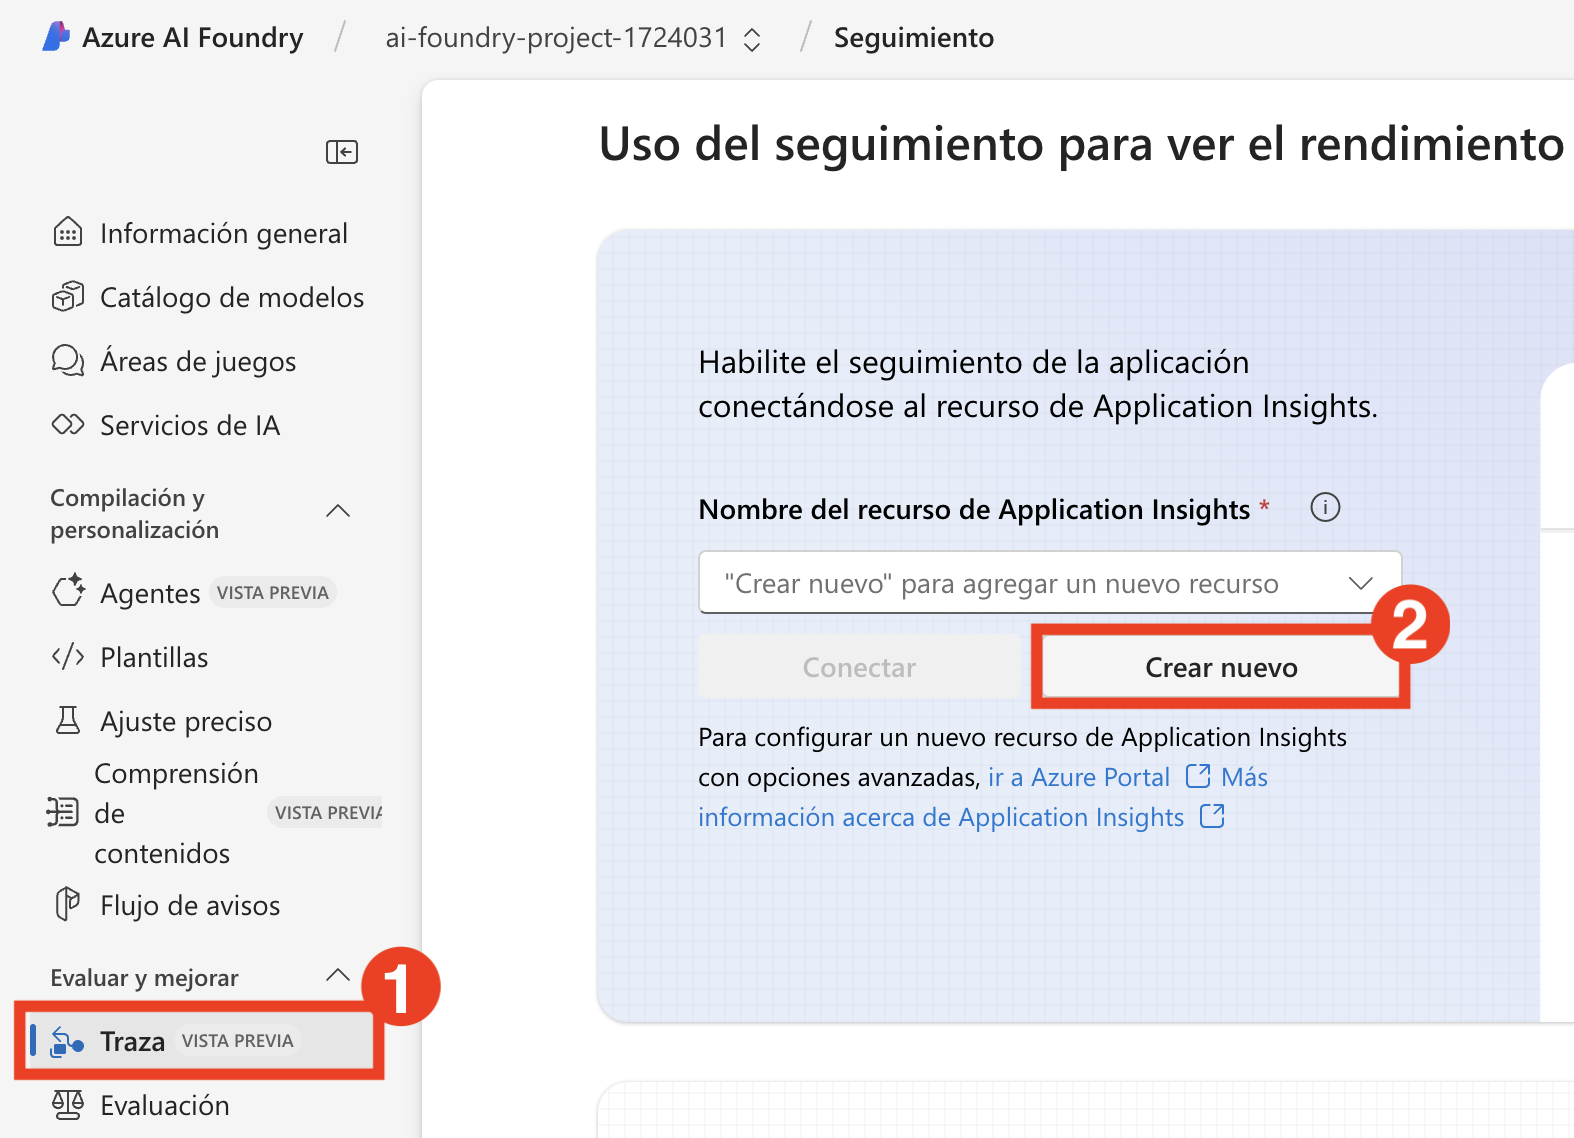 Azure AI Foundry / ai-foundry-project-1724031 / Seguimiento
Información general
Catálogo de modelos
Áreas de juegos
Servicios de IA
Compilación y
personalización
Agentes VISTA PREVIA
Plantillas
Ajuste preciso
Comprensión
de VISTA PREVIA
contenidos
Flujo de avisos
Evaluar y mejorar
1
Traza VISTA PREVIA
Evaluación
Uso del seguimiento para ver el rendimiento
Habilite el seguimiento de la aplicación
conectándose al recurso de Application Insights.
Nombre del recurso de Application Insights *
"Crear nuevo" para agregar un nuevo recurso
2
Conectar Crear nuevo
Para configurar un nuevo recurso de Application Insights
con opciones avanzadas, ir a Azure Portal Más
información acerca de Application Insights